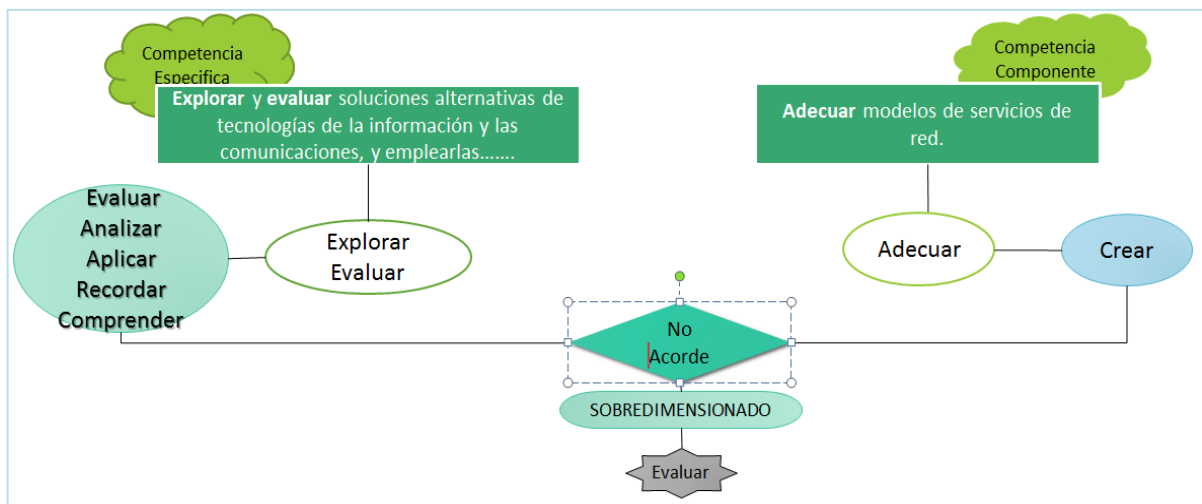 Competencia
Especifica
Explorar y evaluar soluciones alternativas de
tecnologías de la información y las
comunicaciones, y emplearlas…….
Competencia
Componente
Adecuar modelos de servicios de
red.
Evaluar
Analizar
Aplicar
Recordar
Comprender
Explorar
Evaluar
Adecuar
Crear
No
Acorde
SOBREDIMENSIONADO
Evaluar